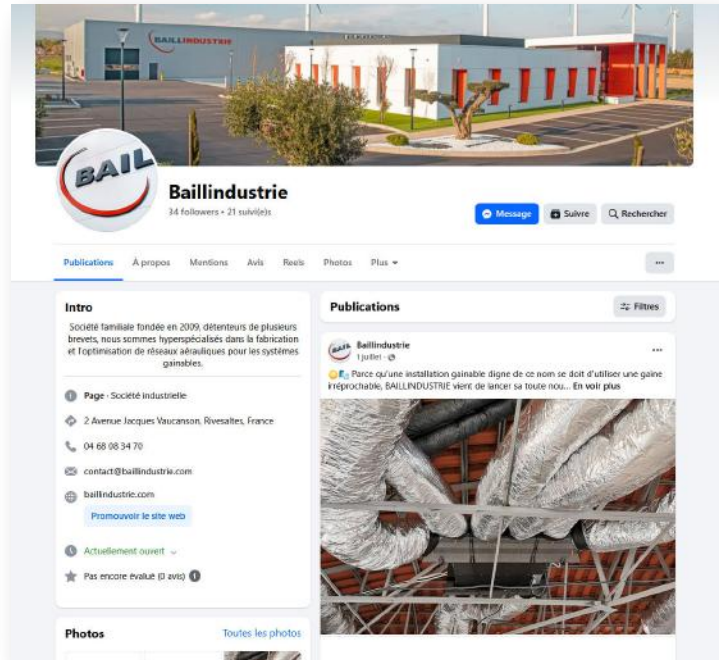 BAILLINDUSTRIE
BAIL
Baillindustrie
34 followers • 21 suivi(e)s
Message
Suivre
Rechercher
Publications
À propos
Mentions
Avis
Reels
Photos
Plus
Intro
Société familiale fondée en 2009, détenteurs de plusieurs
brevets, nous sommes hyperspécialisés dans la fabrication
et l'optimisation de réseaux aérauliques pour les systèmes
gainables.
Page · Société industrielle
2 Avenue Jacques Vaucanson, Rivesaltes, France
04 68 08 34 70
contact@baillindustrie.com
baillindustrie.com
Promouvoir le site web
Actuellement ouvert
Pas encore évalué (0 avis)
Photos
Toutes les photos
Publications
Filtres
BAIL
Baillindustrie
1 juillet
Parce qu'une installation gainable digne de ce nom se doit d'utiliser une gaine
irréprochable, BAILLINDUSTRIE vient de lancer sa toute nou... En voir plus